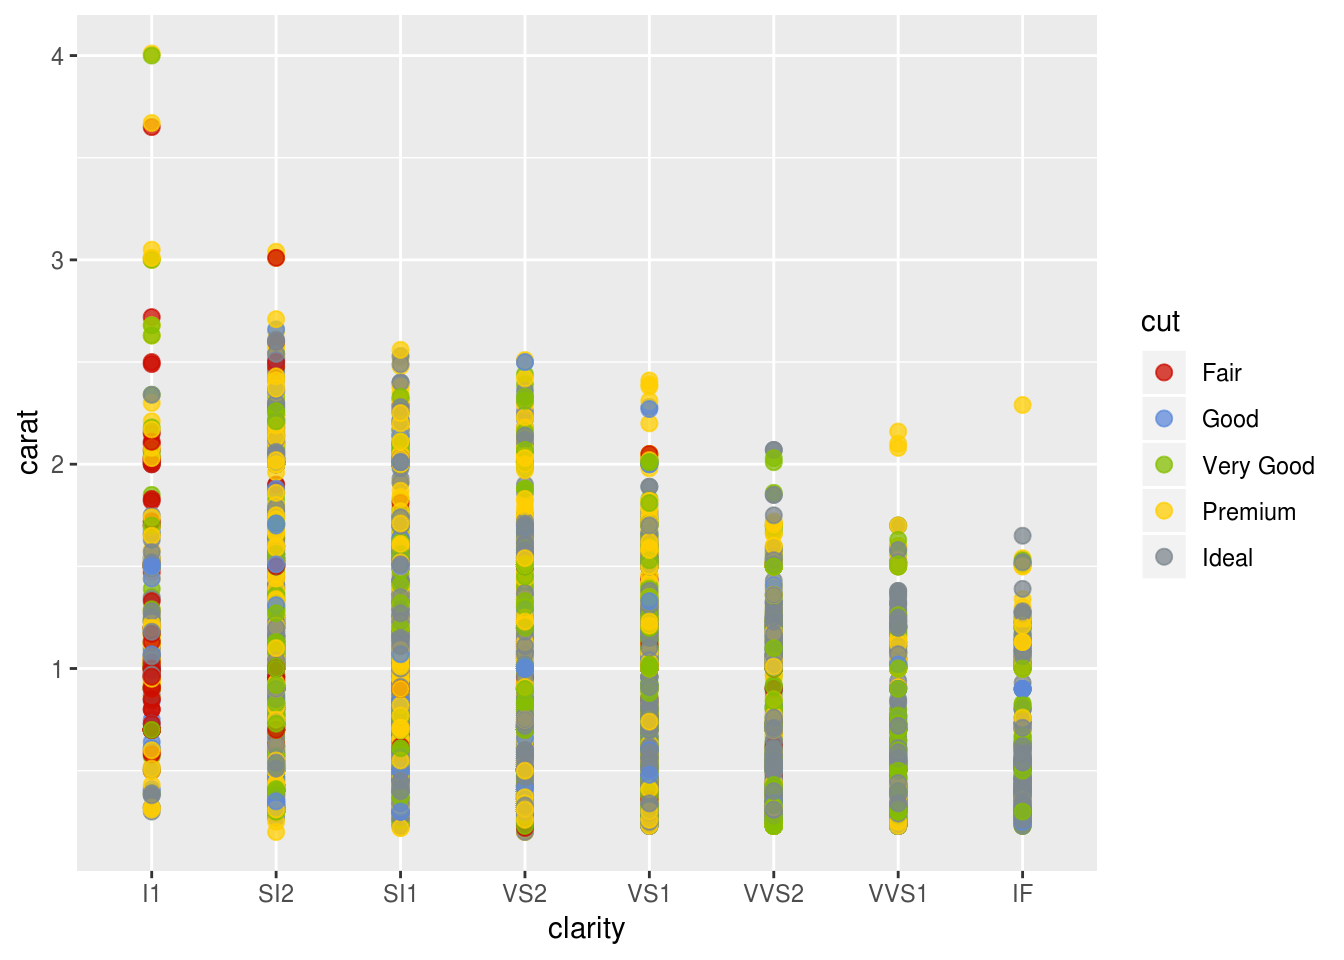 4
3
2
1
carat
I1 SI2 SI1 VS2 VS1 VVS2 VVS1 IF
clarity
cut
Fair
Good
Very Good
Premium
Ideal